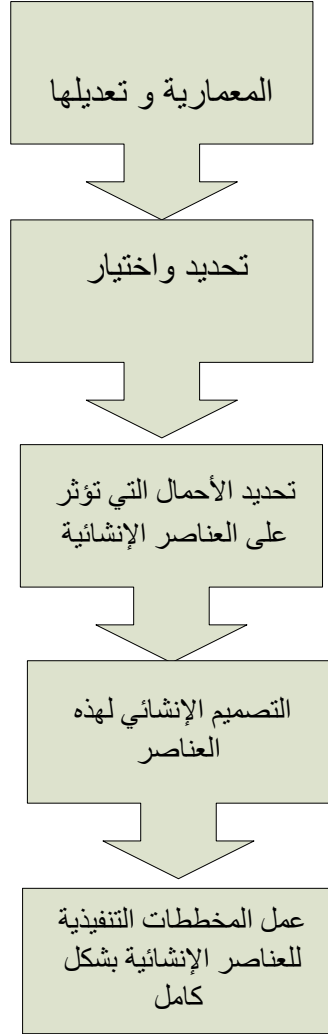 المعمارية و تعديلها
تحديد واختيار
تحديد الأحمال التي تؤثر
على العناصر الإنشائية
التصميم الإنشائي لهذه
العناصر
عمل المخططات التنفيذية
للعناصر الإنشائية بشكل
كامل